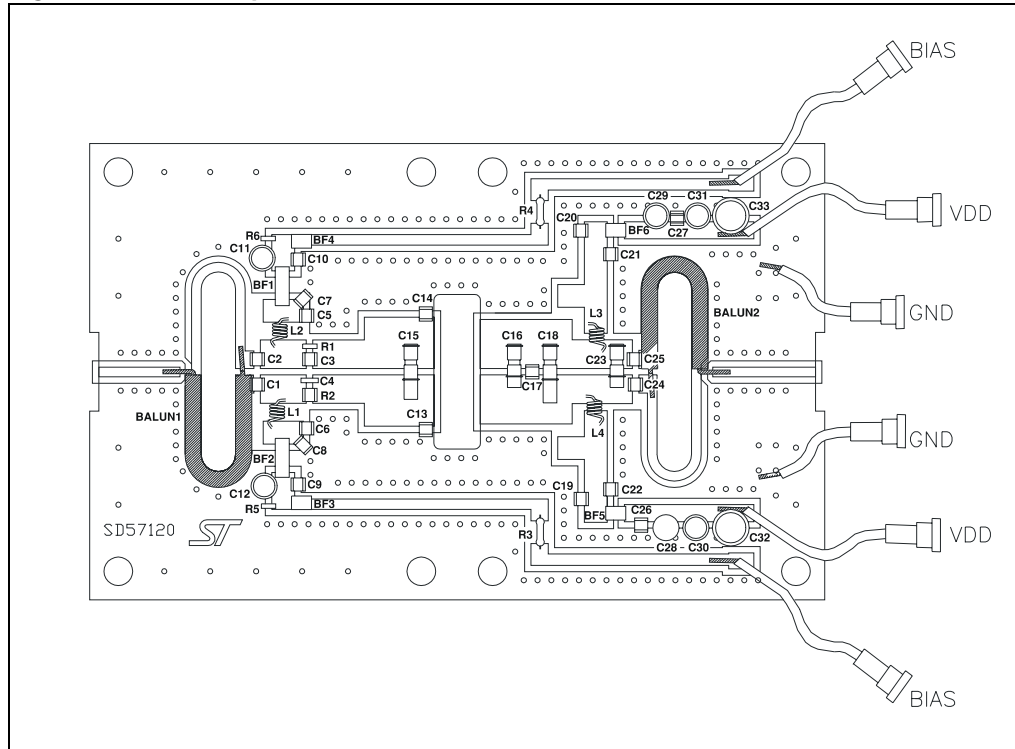 BIAS
VDD
GND
GND
VDD
BIAS
C29
C31
C33
R4
C20
BF6
C27
R6
BF4
C11
C10
C21
BF1
C7
C5
C14
L2
L3
BALUN2
R1
C15
C16
C18
C2
C3
C23
C25
C17
C1
C4
C24
R2
BALUN1
L1
C13
L4
C6
BF2
C8
C12
C9
C19
C22
R5
BF3
BF5
C26
R3
C28
C30
C32
SD57120
ST